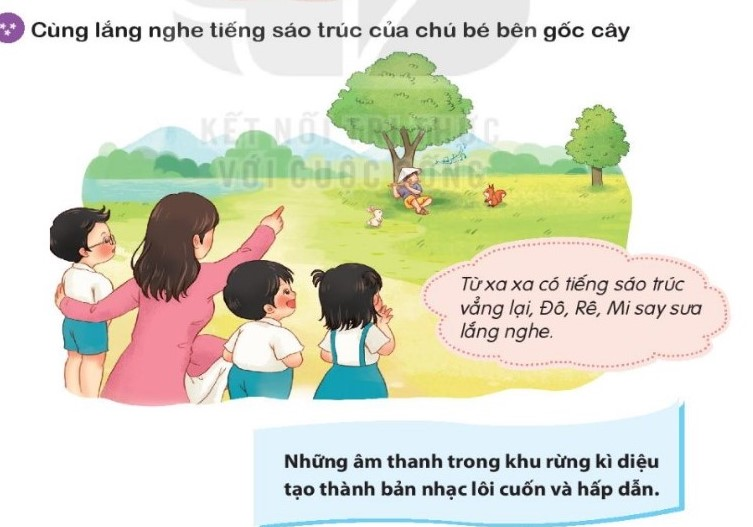 Cùng lắng nghe tiếng sáo trúc của chú bé bên gốc cây
KẾT NỐI TRI THỨC
VỚI CUỘC SỐNG
Từ xa xa có tiếng sáo trúc
vẳng lại, Đô, Rê, Mi say sưa
lắng nghe.
Những âm thanh trong khu rừng kì diệu
tạo thành bản nhạc lôi cuốn và hấp dẫn.